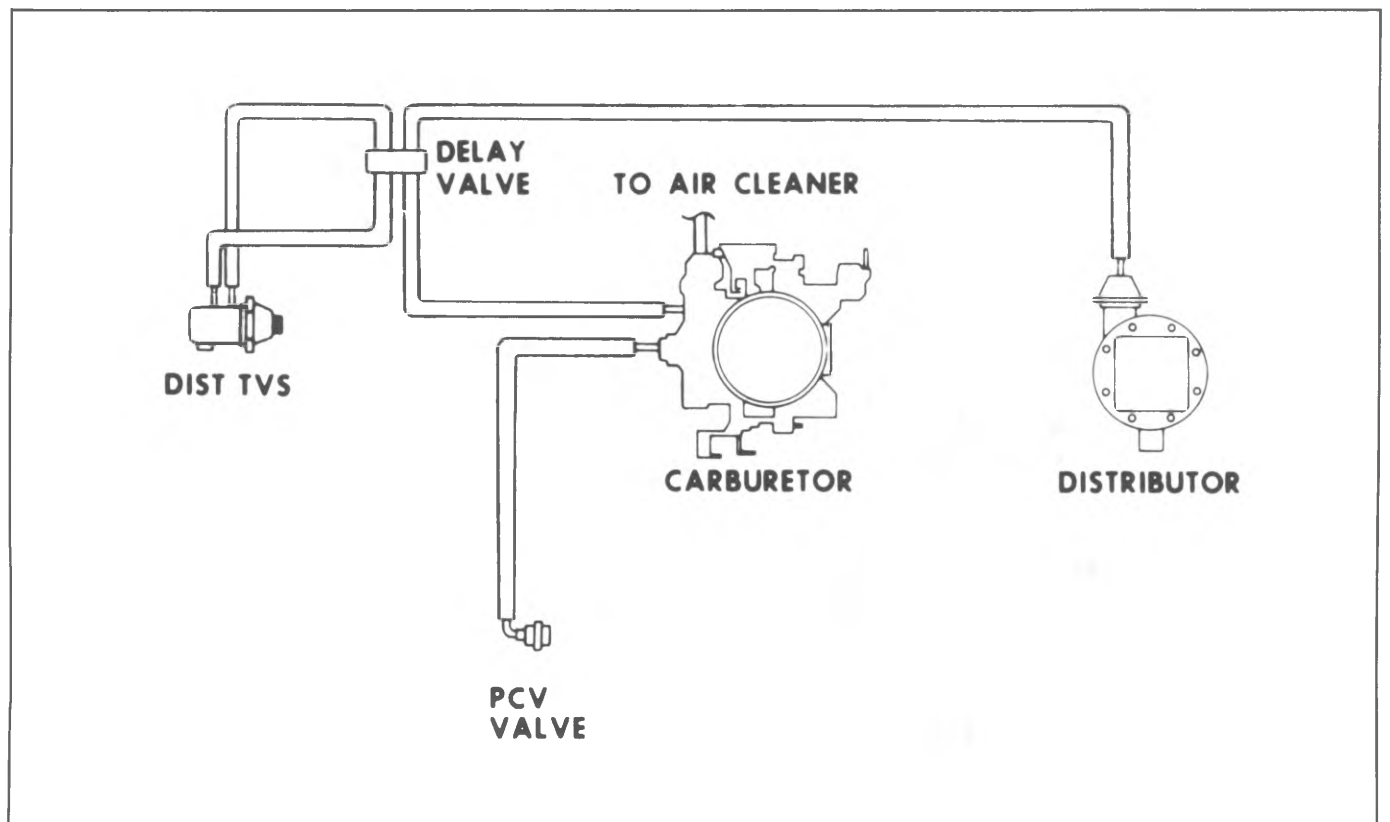 DELAY
VALVE
TO AIR CLEANER
DIST TVS
CARBURETOR
DISTRIBUTOR
PCV
VALVE